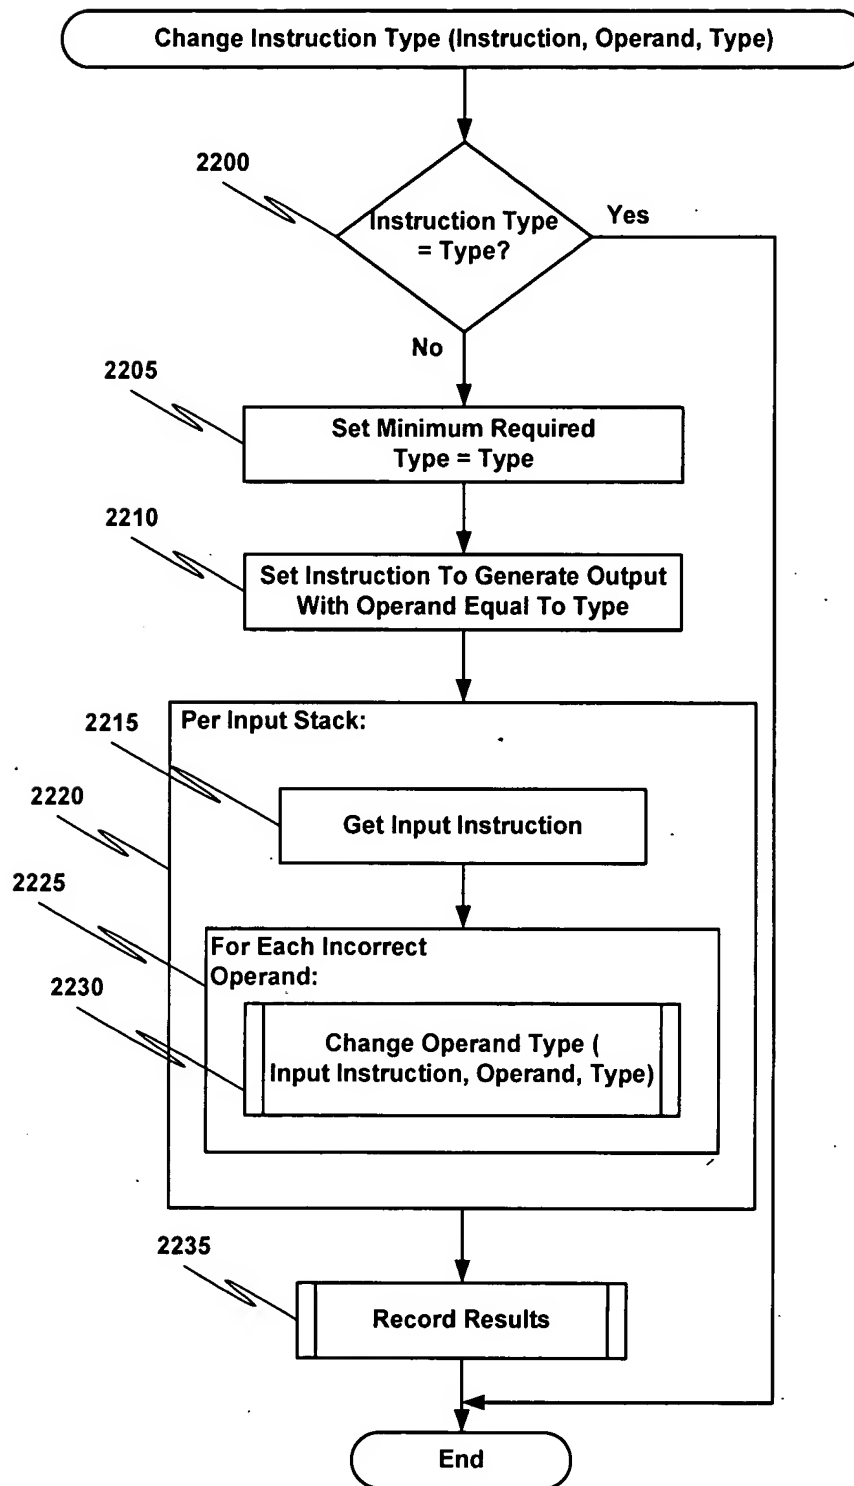 Change Instruction Type (Instruction, Operand, Type)
2200
Instruction Type
= Type?
Yes
No
2205
Set Minimum Required
Type = Type
2210
Set Instruction To Generate Output
With Operand Equal To Type
Per Input Stack:
2215
Get Input Instruction
2220
2225
For Each Incorrect
Operand:
2230
Change Operand Type (
Input Instruction, Operand, Type)
2235
Record Results
End